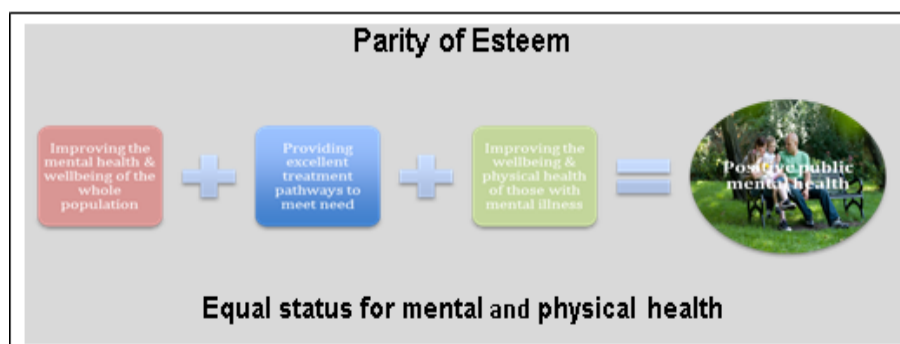 Parity of Esteem
Improving the
mental health &
wellbeing of the
whole
population
Providing
excellent
treatment
pathways to
meet need
Improving the
wellbeing &
physical health
of those with
mental illness
Positive public
mental health
Equal status for mental and physical health